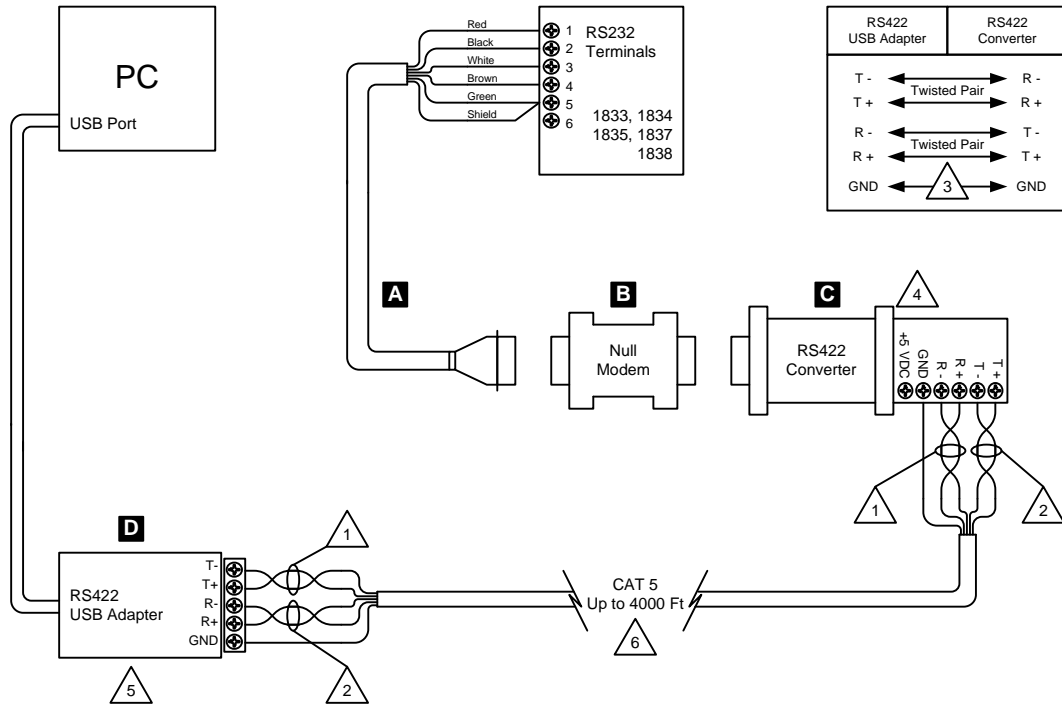 PC
USB Port
Red
Black
White
Brown
Green
Shield
1
2
3
4
5
6
RS232
Terminals
1833, 1834
1835, 1837
1838
RS422
USB Adapter
RS422
Converter
T -
R -
Twisted Pair
T +
R +
R -
T -
Twisted Pair
R +
T +
GND
3
GND
A
B
C
4
Null
Modem
RS422
Converter
+5 VDC
GND
R -
R +
T -
T +
1
2
D
RS422
USB Adapter
T-
T+
R-
R+
GND
1
2
5
CAT 5
Up to 4000 Ft
6